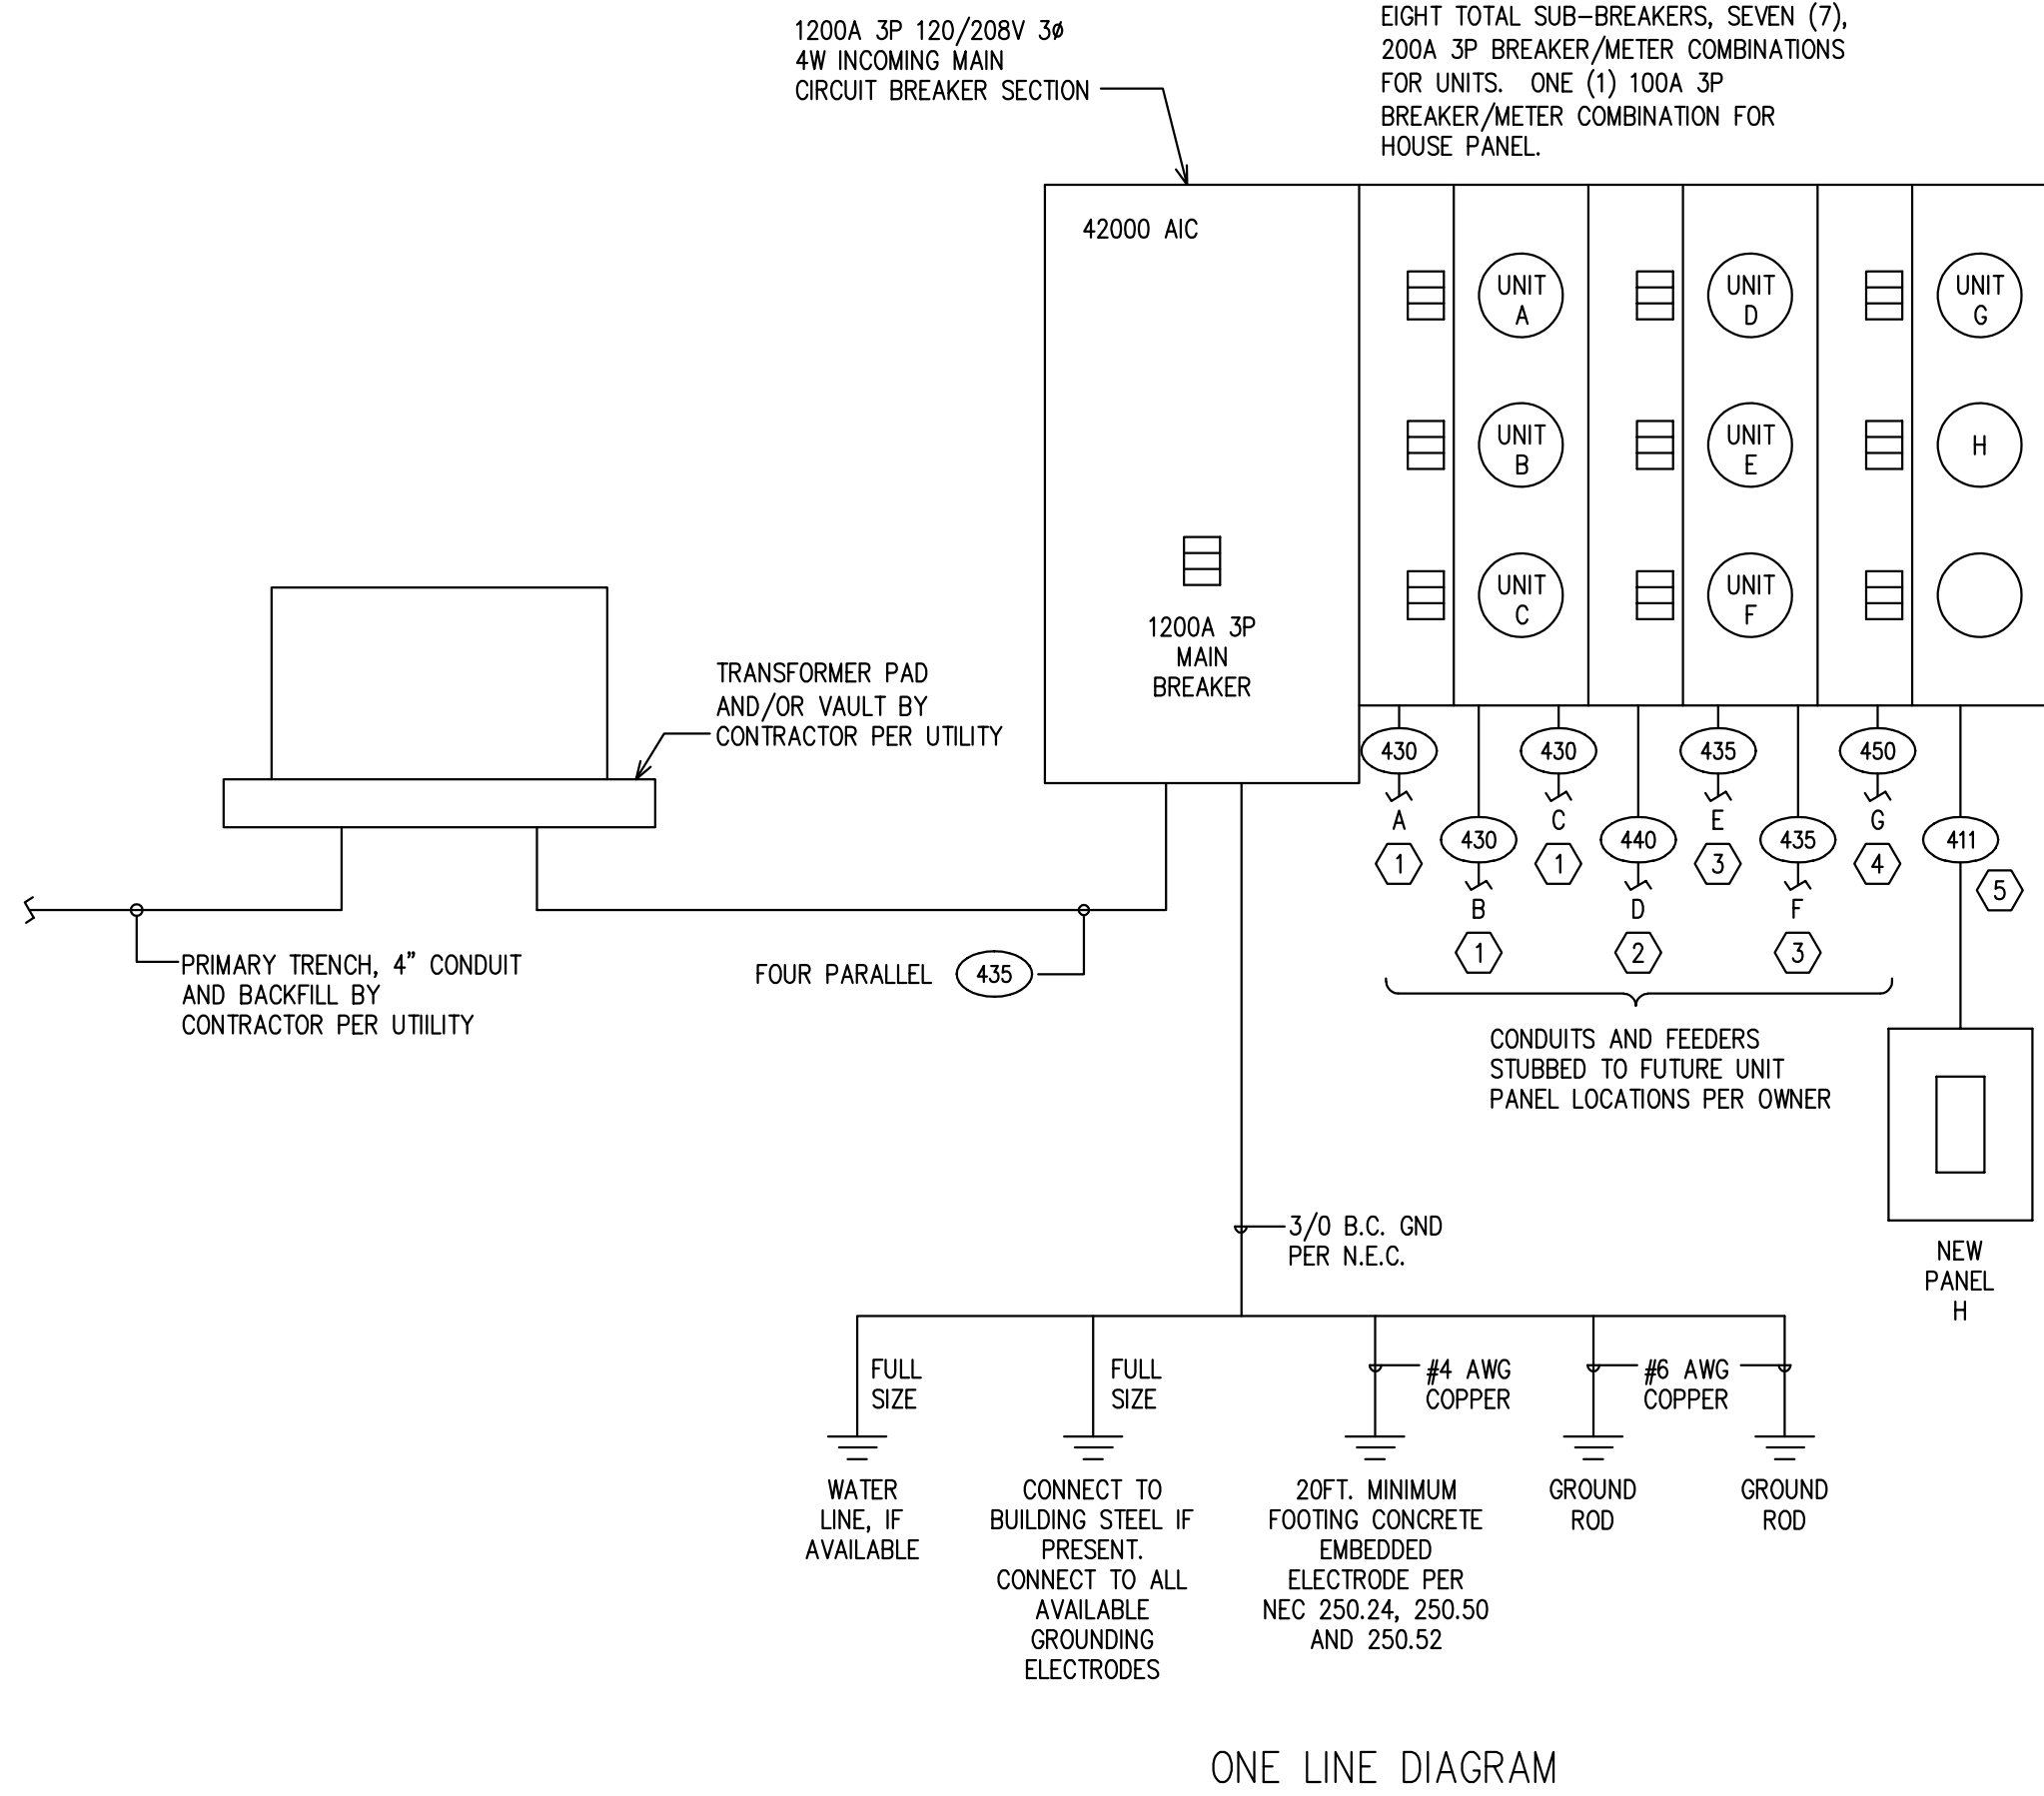 1200A 3P 120/208V 3ø
4W INCOMING MAIN
CIRCUIT BREAKER SECTION
EIGHT TOTAL SUB-BREAKERS, SEVEN (7),
200A 3P BREAKER/METER COMBINATIONS
FOR UNITS. ONE (1) 100A 3P
BREAKER/METER COMBINATION FOR
HOUSE PANEL.
42000 AIC
UNIT
A
UNIT
D
UNIT
G
UNIT
B
UNIT
E
H
UNIT
C
UNIT
F
1200A 3P
MAIN
BREAKER
TRANSFORMER PAD
AND/OR VAULT BY
CONTRACTOR PER UTILITY
430
A
1
430
B
1
430
C
1
440
D
2
435
E
3
435
F
3
450
G
4
411
5
PRIMARY TRENCH, 4" CONDUIT
AND BACKFILL BY
CONTRACTOR PER UTIILITY
FOUR PARALLEL 435
CONDUITS AND FEEDERS
STUBBED TO FUTURE UNIT
PANEL LOCATIONS PER OWNER
NEW
PANEL
H
3/0 B.C. GND
PER N.E.C.
FULL
SIZE
FULL
SIZE
#4 AWG
COPPER
#6 AWG
COPPER
WATER
LINE, IF
AVAILABLE
CONNECT TO
BUILDING STEEL IF
PRESENT.
CONNECT TO ALL
AVAILABLE
GROUNDING
ELECTRODES
20FT. MINIMUM
FOOTING CONCRETE
EMBEDDED
ELECTRODE PER
NEC 250.24, 250.50
AND 250.52
GROUND
ROD
GROUND
ROD
ONE LINE DIAGRAM